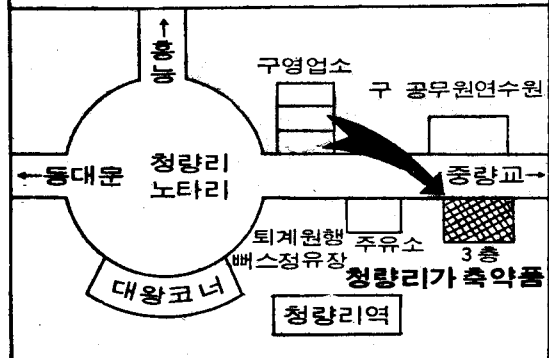 ↑
홍
능
구영업소
구 공무원연수원
←동대문
청량리
노타리
중량교→
퇴계원행
뻐스정유장
주유소
3층
청량리가축약품
대왕코너
청량리역